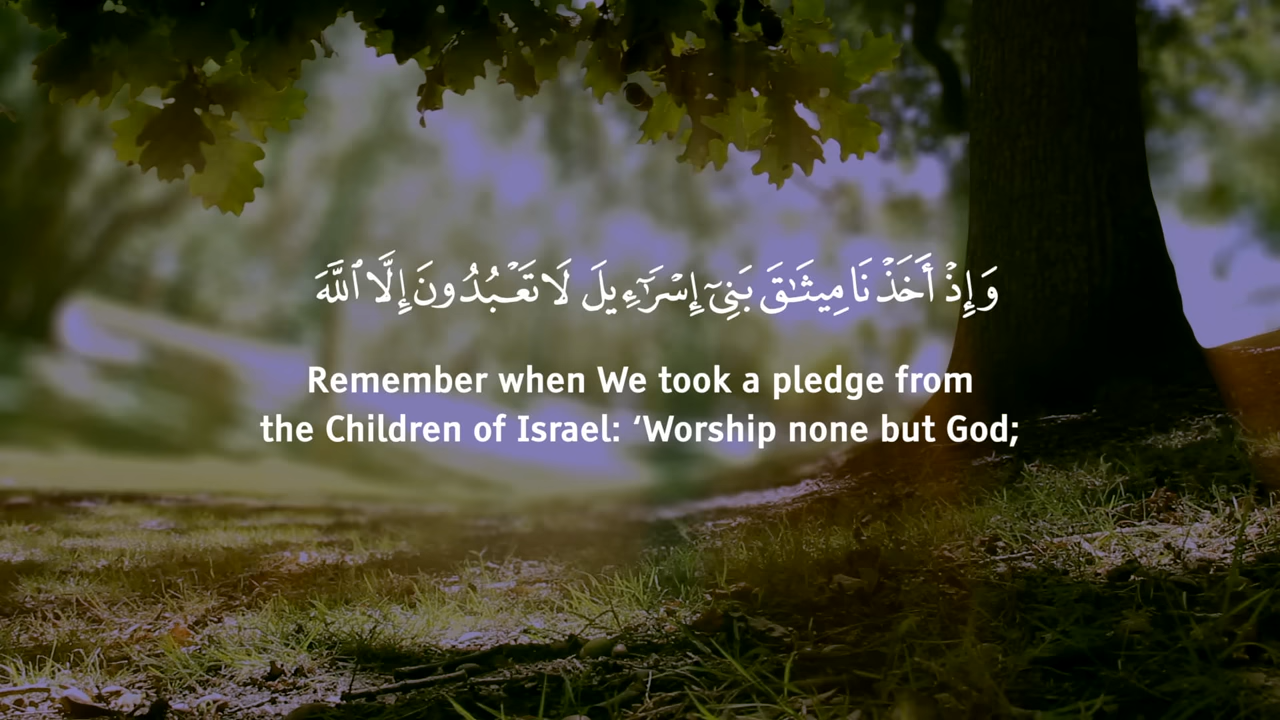 وَإِذْ أَخَذْنَا مِيثَٰقَ بَنِىٓ إِسْرَٰٓءِيلَ لَا تَعْبُدُونَ إِلَّا ٱللَّهَ
Remember when We took a pledge from
the Children of Israel: ‘Worship none but God;